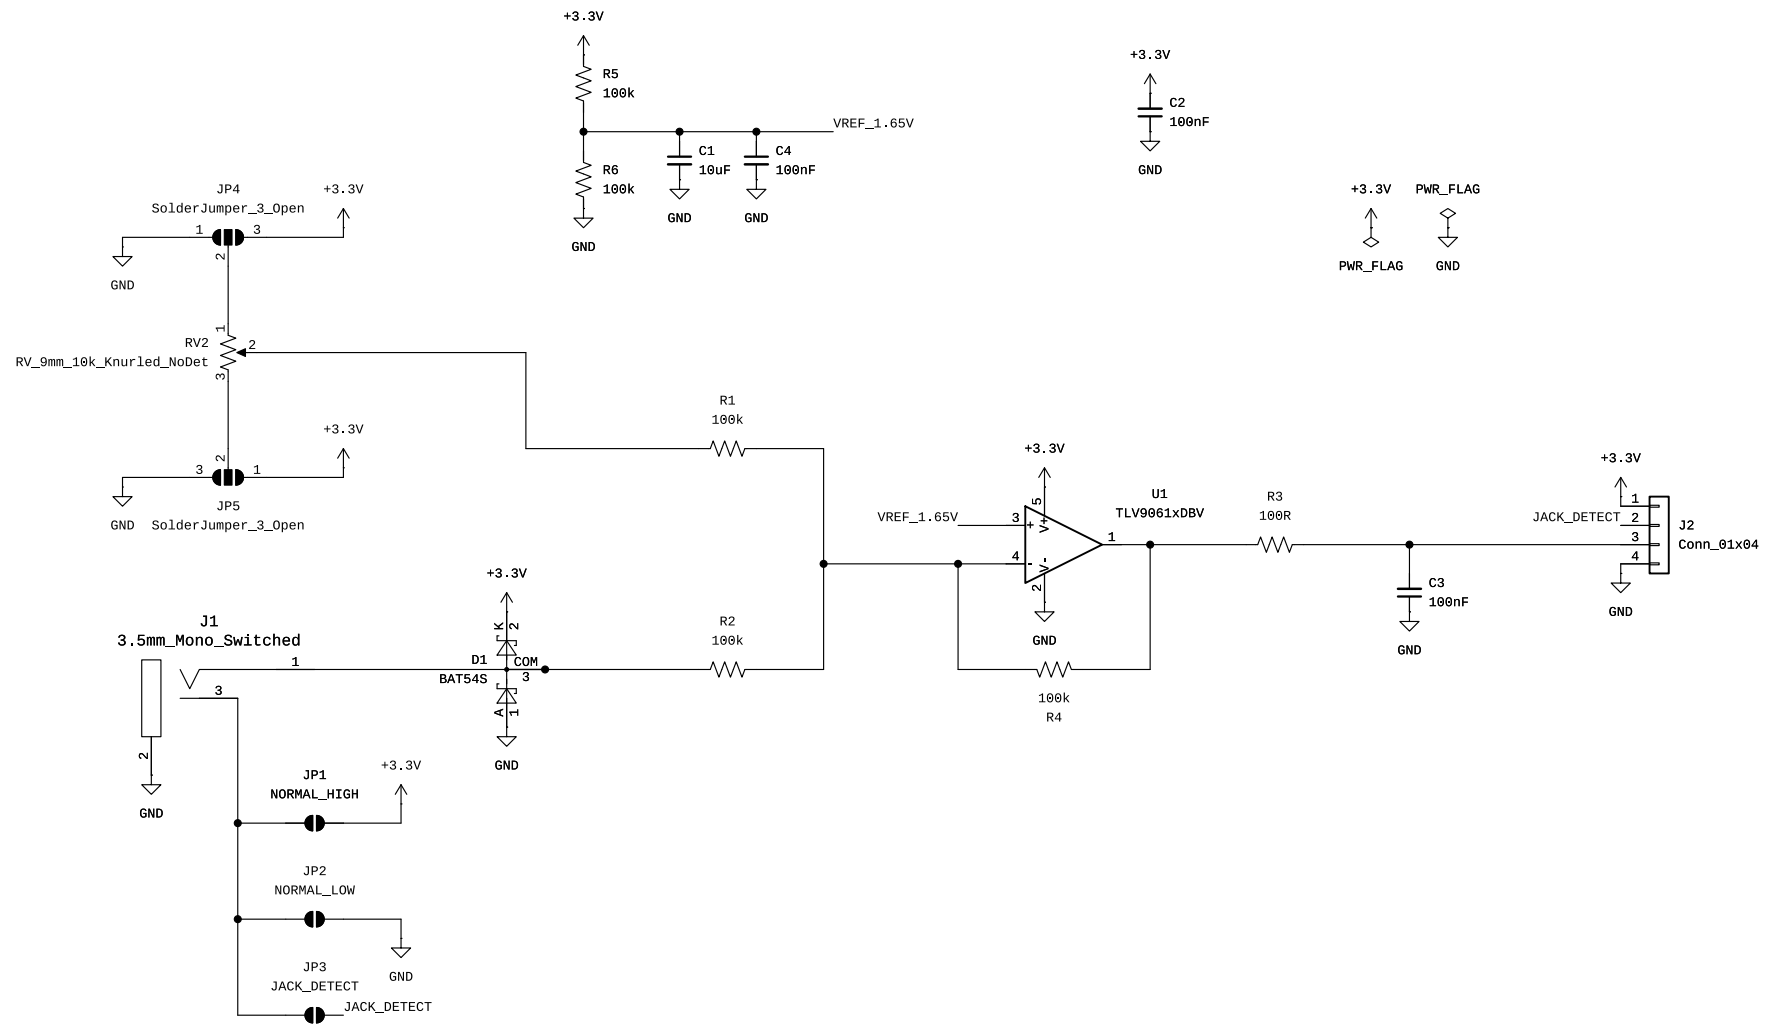 +3.3V
R5
100k
VREF_1.65V
C1
10uF
C4
100nF
R6
100k
GND
GND
GND
+3.3V
C2
100nF
GND
+3.3V
PWR_FLAG
PWR_FLAG
GND
JP4
SolderJumper_3_Open
+3.3V
1
3
2
GND
1
RV2
2
RV_9mm_10k_Knurled_NoDet
3
+3.3V
2
3
1
GND
JP5
SolderJumper_3_Open
R1
100k
+3.3V
5
U1
TLV9061xDBV
VREF_1.65V
3
+
V+
1
4
-
V-
2
GND
R3
100R
+3.3V
1
JACK_DETECT
2
3
4
J2
Conn_01x04
GND
C3
100nF
GND
100k
R4
+3.3V
K
2
D1
BAT54S
COM
3
A
1
GND
R2
100k
J1
3.5mm_Mono_Switched
1
3
2
GND
JP1
NORMAL_HIGH
+3.3V
JP2
NORMAL_LOW
GND
JP3
JACK_DETECT
JACK_DETECT